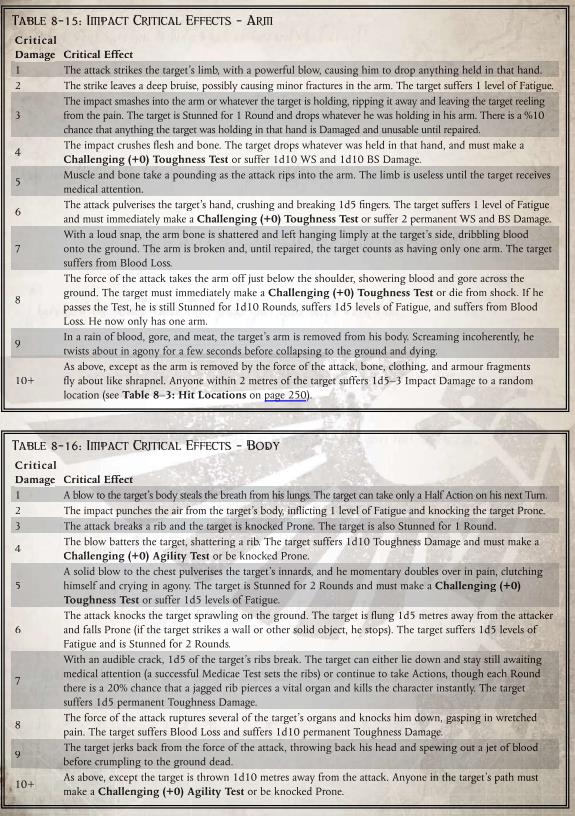 Table 8-15: Impact Critical Effects - Arm
Critical
Damage Critical Effect
1 The attack strikes the target's limb, with a powerful blow, causing him to drop anything held in that hand.
2 The strike leaves a deep bruise, possibly causing minor fractures in the arm. The target suffers 1 level of Fatigue.
3 The impact smashes into the arm or whatever the target is holding, ripping it away and leaving the target reeling
from the pain. The target is Stunned for 1 Round and drops whatever he was holding in his arm. There is a %10
chance that anything the target was holding in that hand is Damaged and unusable until repaired.
4 The impact crushes flesh and bone. The target drops whatever was held in that hand, and must make a
Challenging (+0) Toughness Test or suffer 1d10 WS and 1d10 BS Damage.
5 Muscle and bone take a pounding as the attack rips into the arm. The limb is useless until the target receives
medical attention.
6 The attack pulverises the target's hand, crushing and breaking 1d5 fingers. The target suffers 1 level of Fatigue
and must immediately make a Challenging (+0) Toughness Test or suffer 2 permanent WS and BS Damage.
7 With a loud snap, the arm bone is shattered and left hanging limply at the target's side, dribbling blood
onto the ground. The arm is broken and, until repaired, the target counts as having only one arm. The target
suffers from Blood Loss.
8 The force of the attack takes the arm off just below the shoulder, showering blood and gore across the
ground. The target must immediately make a Challenging (+0) Toughness Test or die from shock. If he
passes the Test, he is still Stunned for 1d10 Rounds, suffers 1d5 levels of Fatigue, and suffers from Blood
Loss. He now only has one arm.
9 In a rain of blood, gore, and meat, the target's arm is removed from his body. Screaming incoherently, he
twists about in agony for a few seconds before collapsing to the ground and dying.
10+ As above, except as the arm is removed by the force of the attack, bone, clothing, and armour fragments
fly about like shrapnel. Anyone within 2 metres of the target suffers 1d5–3 Impact Damage to a random
location (see Table 8–3: Hit Locations on page 250).
Table 8-16: Impact Critical Effects - Body
Critical
Damage Critical Effect
1 A blow to the target's body steals the breath from his lungs. The target can take only a Half Action on his next Turn.
2 The impact punches the air from the target's body, inflicting 1 level of Fatigue and knocking the target Prone.
3 The attack breaks a rib and the target is knocked Prone. The target is also Stunned for 1 Round.
4 The blow batters the target, shattering a rib. The target suffers 1d10 Toughness Damage and must make a
Challenging (+0) Agility Test or be knocked Prone.
5 A solid blow to the chest pulverises the target's innards, and he momentary doubles over in pain, clutching
himself and crying in agony. The target is Stunned for 2 Rounds and must make a Challenging (+0)
Toughness Test or suffer 1d5 levels of Fatigue.
6 The attack knocks the target sprawling on the ground. The target is flung 1d5 metres away from the attacker
and falls Prone (if the target strikes a wall or other solid object, he stops). The target suffers 1d5 levels of
Fatigue and is Stunned for 2 Rounds.
7 With an audible crack, 1d5 of the target's ribs break. The target can either lie down and stay still awaiting
medical attention (a successful Medicae Test sets the ribs) or continue to take Actions, though each Round
there is a 20% chance that a jagged rib pierces a vital organ and kills the character instantly. The target
suffers 1d5 permanent Toughness Damage.
8 The force of the attack ruptures several of the target's organs and knocks him down, gasping in wretched
pain. The target suffers Blood Loss and suffers 1d10 permanent Toughness Damage.
9 The target jerks back from the force of the attack, throwing back his head and spewing out a jet of blood
before crumpling to the ground dead.
10+ As above, except the target is thrown 1d10 metres away from the attack. Anyone in the target's path must
make a Challenging (+0) Agility Test or be knocked Prone.